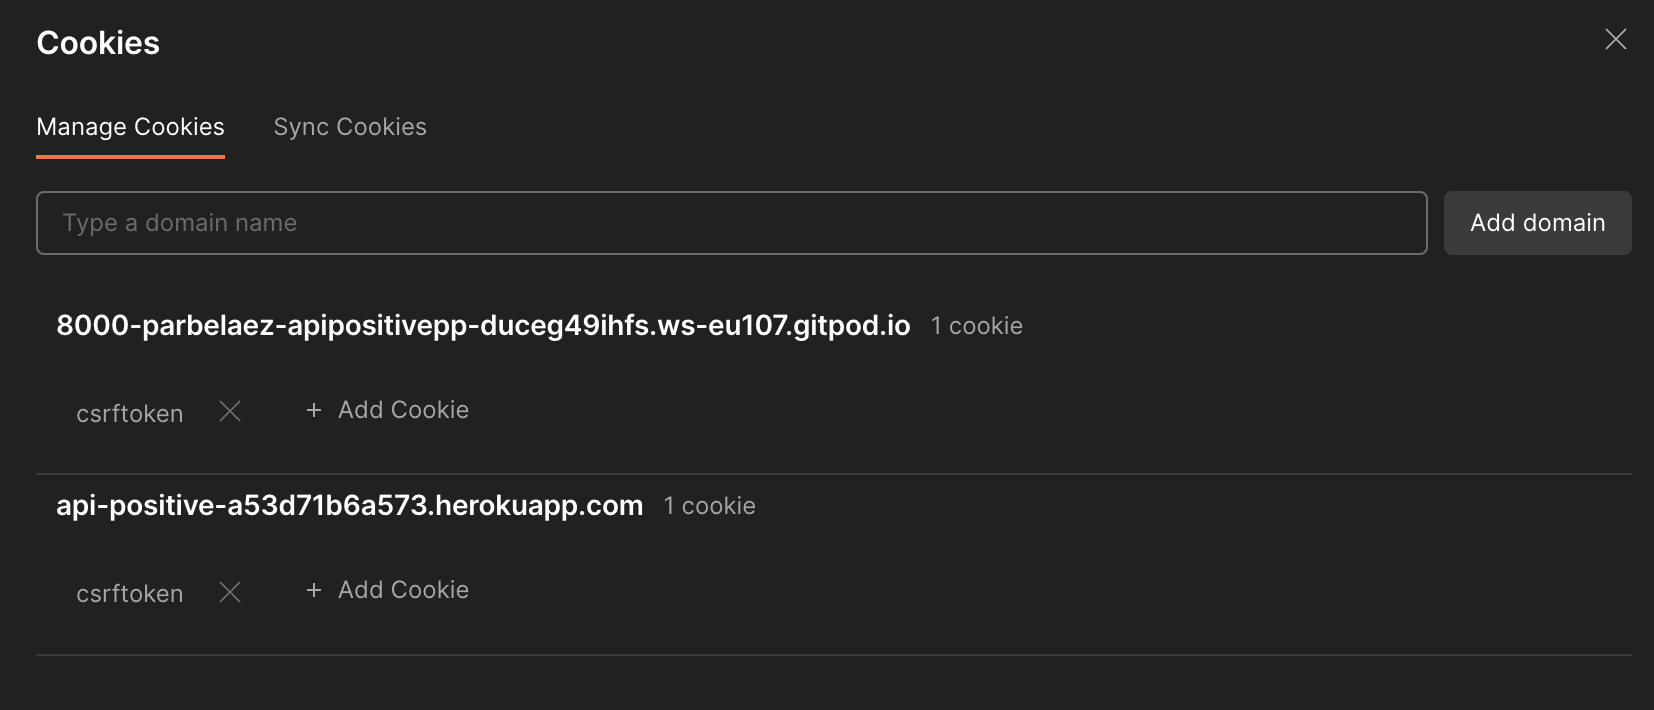 Cookies
Manage Cookies Sync Cookies
Type a domain name Add domain
8000-parbelaez-apipositivepp-duceg49ihfs.ws-eu107.gitpod.io 1 cookie
csrftoken + Add Cookie
api-positive-a53d71b6a573.herokuapp.com 1 cookie
csrftoken + Add Cookie